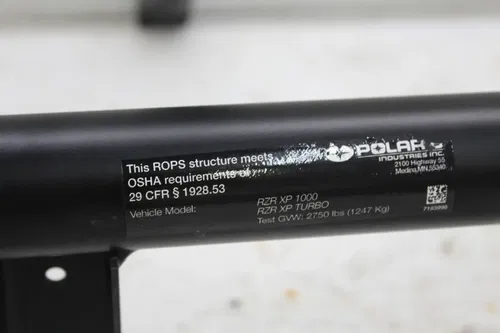 This ROPS structure meets
OSHA requirements of
29 CFR § 1928.53
POLARIS
INDUSTRIES INC.
2100 Highway 55
Medina, MN, 55340
Vehicle Model:
RZR XP 1000
RZR XP TURBO
Test GVW: 2750 lbs (1247 Kg)